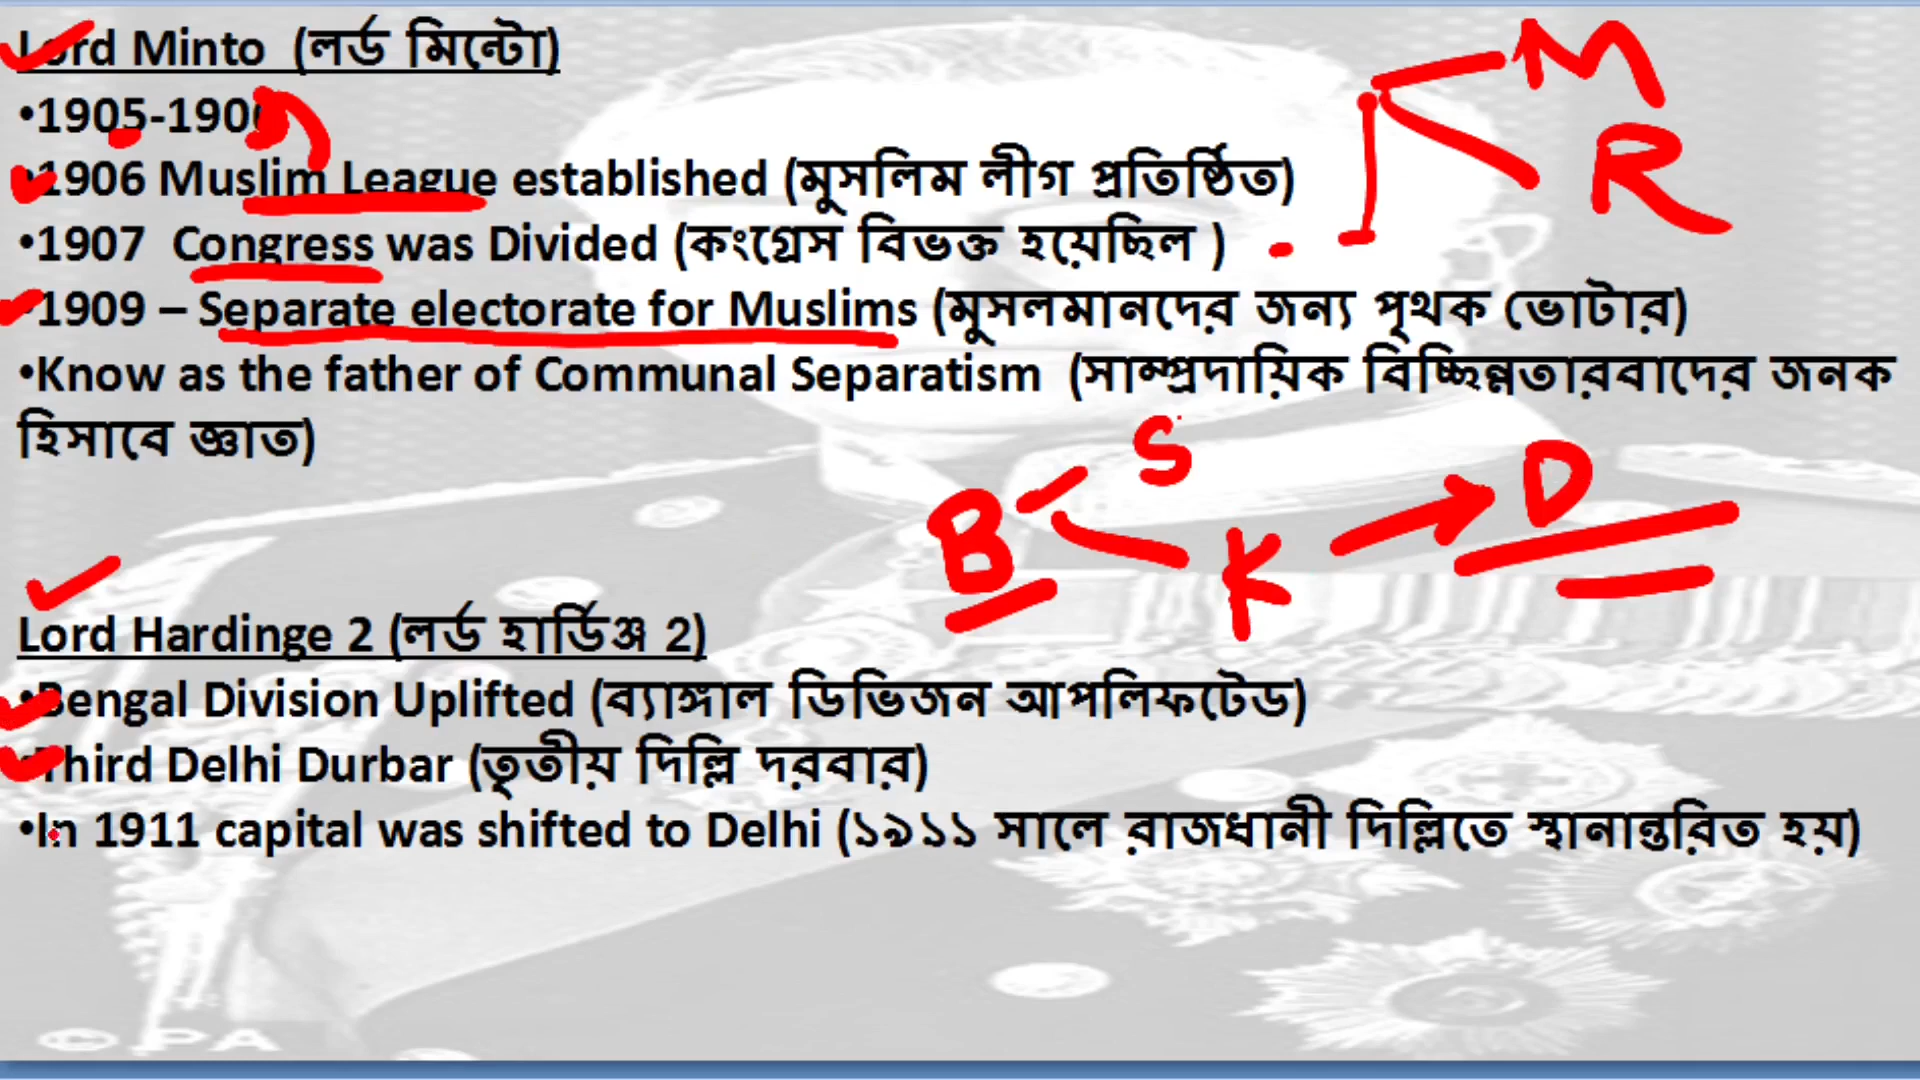 Lord Minto (লর্ড মিন্টো)
•1905-190
•1906 Muslim League established (মুসলিম লীগ প্রতিষ্ঠিত)
•1907 Congress was Divided (কংগ্রেস বিভক্ত হয়েছিল )
•1909 – Separate electorate for Muslims (মুসলমানদের জন্য পৃথক ভোটার)
•Know as the father of Communal Separatism (সাম্প্রদায়িক বিচ্ছিন্নতারবাদের জনক
হিসাবে জ্ঞাত)
M
R
S
B
K
D
Lord Hardinge 2 (লর্ড হার্ডিঞ্জ 2)
•Bengal Division Uplifted (ব্যাঙ্গাল ডিভিজন আপলিফটেড)
•Third Delhi Durbar (তৃতীয় দিল্লি দরবার)
•In 1911 capital was shifted to Delhi (১৯১১ সালে রাজধানী দিল্লিতে স্থানান্তরিত হয়)
© PA